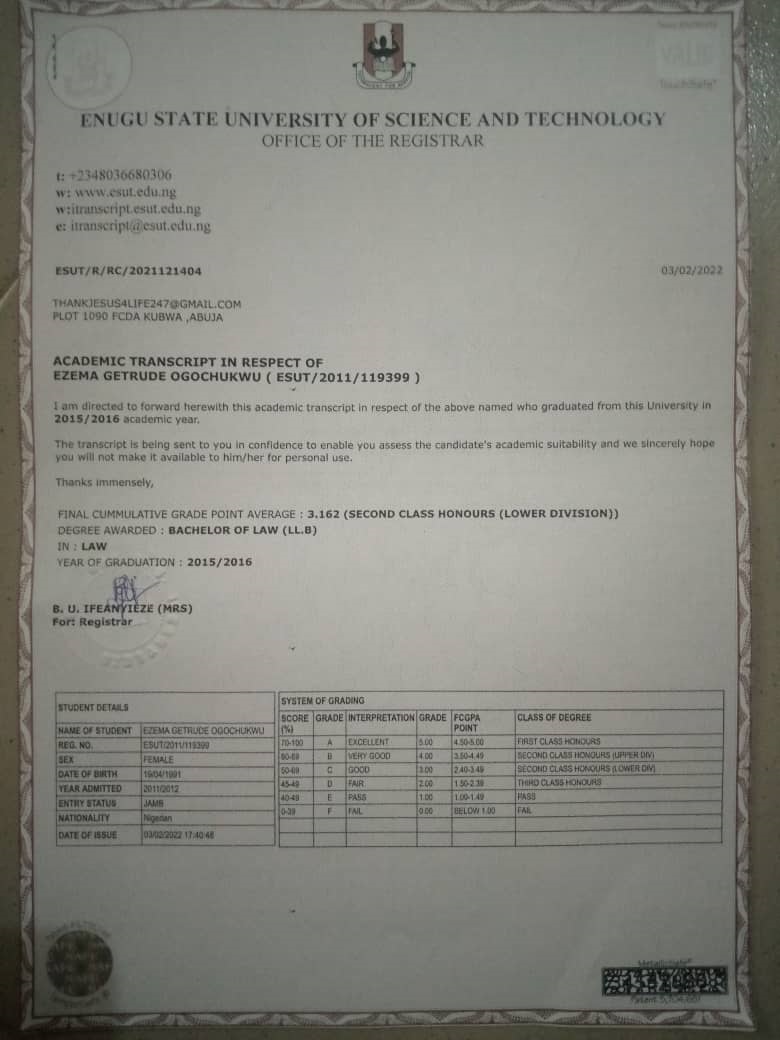 ENUGU STATE UNIVERSITY OF SCIENCE AND TECHNOLOGY
OFFICE OF THE REGISTRAR
t: +2348036680306
w: www.esut.edu.ng
w:itranscript.esut.edu.ng
e: itranscript@esut.edu.ng
ESUT/R/RC/2021121404 03/02/2022
THANKJESUS4LIFE247@GMAIL.COM
PLOT 1090 FCDA KUBWA ,ABUJA
ACADEMIC TRANSCRIPT IN RESPECT OF
EZEMA GETRUDE OGOCHUKWU ( ESUT/2011/119399 )
I am directed to forward herewith this academic transcript in respect of the above named who graduated from this University in
2015/2016 academic year.
The transcript is being sent to you in confidence to enable you assess the candidate's academic suitability and we sincerely hope
you will not make it available to him/her for personal use.
Thanks immensely,
FINAL CUMMULATIVE GRADE POINT AVERAGE : 3.162 (SECOND CLASS HONOURS (LOWER DIVISION))
DEGREE AWARDED : BACHELOR OF LAW (LL.B)
IN : LAW
YEAR OF GRADUATION : 2015/2016
B. U. IFEANYIEZE (MRS)
For: Registrar
STUDENT DETAILS
NAME OF STUDENT EZEMA GETRUDE OGOCHUKWU
REG. NO. ESUT/2011/119399
SEX FEMALE
DATE OF BIRTH 19/04/1991
YEAR ADMITTED 2011/2012
ENTRY STATUS JAMB
NATIONALITY Nigerian
DATE OF ISSUE 03/02/2022 17:40:46
SYSTEM OF GRADING
SCORE (%) GRADE INTERPRETATION GRADE FCGPA POINT CLASS OF DEGREE
70-100 A EXCELLENT 5.00 4.50-5.00 FIRST CLASS HONOURS
60-69 B VERY GOOD 4.00 3.50-4.49 SECOND CLASS HONOURS (UPPER DIV)
50-59 C GOOD 3.00 2.40-3.49 SECOND CLASS HONOURS (LOWER DIV)
45-49 D FAIR 2.00 1.50-2.39 THIRD CLASS HONOURS
40-49 E PASS 1.00 1.00-1.49 PASS
0-39 F FAIL 0.00 BELOW 1.00 FAIL